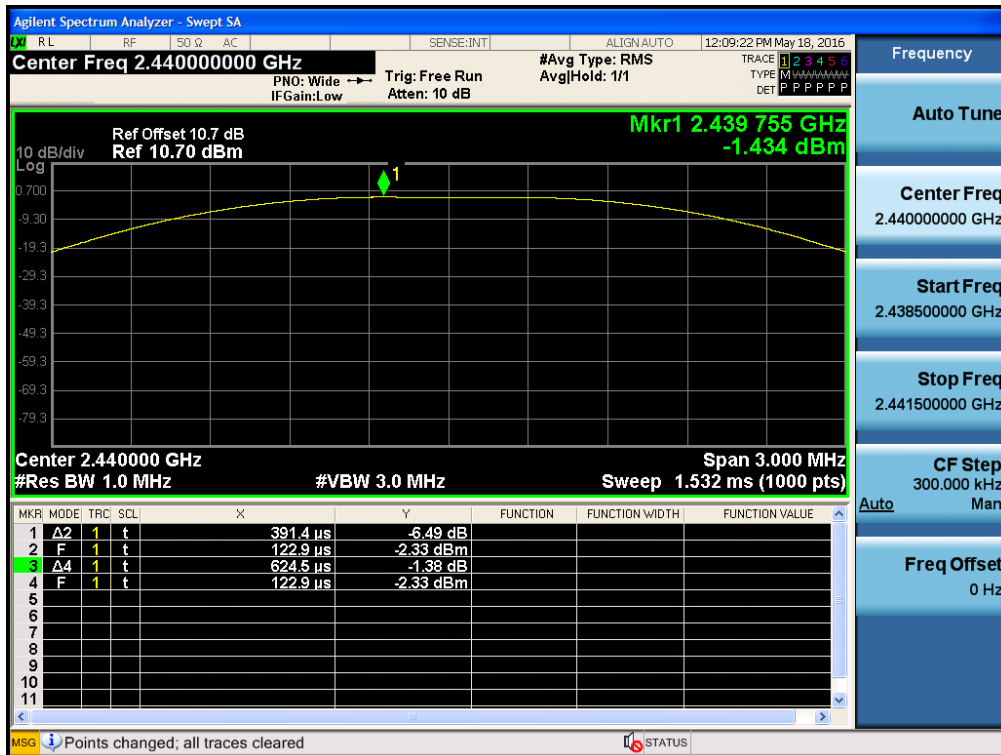 Agilent Spectrum Analyzer - Swept SA
LXI RL RF 50 Ω AC SENSE:INT ALIGN AUTO 12:09:22 PM May 18, 2016
Center Freq 2.440000000 GHz #Avg Type: RMS TRACE 1 2 3 4 5 6
PNO: Wide Trig: Free Run Avg|Hold: 1/1 TYPE M
IFGain:Low Atten: 10 dB DET P P P P P P
Mkr1 2.439 755 GHz
-1.434 dBm
Ref Offset 10.7 dB
10 dB/div Ref 10.70 dBm
Log
1
0.700
-9.30
-19.3
-29.3
-39.3
-49.3
-59.3
-69.3
-79.3
Center 2.440000 GHz Span 3.000 MHz
#Res BW 1.0 MHz #VBW 3.0 MHz Sweep 1.532 ms (1000 pts)
MKR MODE TRC SCL X Y FUNCTION FUNCTION WIDTH FUNCTION VALUE
1 Δ2 1 t 391.4 µs -6.49 dB
2 F 1 t 122.9 µs -2.33 dBm
3 Δ4 1 t 624.5 µs -1.38 dB
4 F 1 t 122.9 µs -2.33 dBm
5
6
7
8
9
10
11
MSG Points changed; all traces cleared STATUS
Frequency
Auto Tune
Center Freq
2.440000000 GHz
Start Freq
2.438500000 GHz
Stop Freq
2.441500000 GHz
CF Step
300.000 kHz
Auto Man
Freq Offset
0 Hz